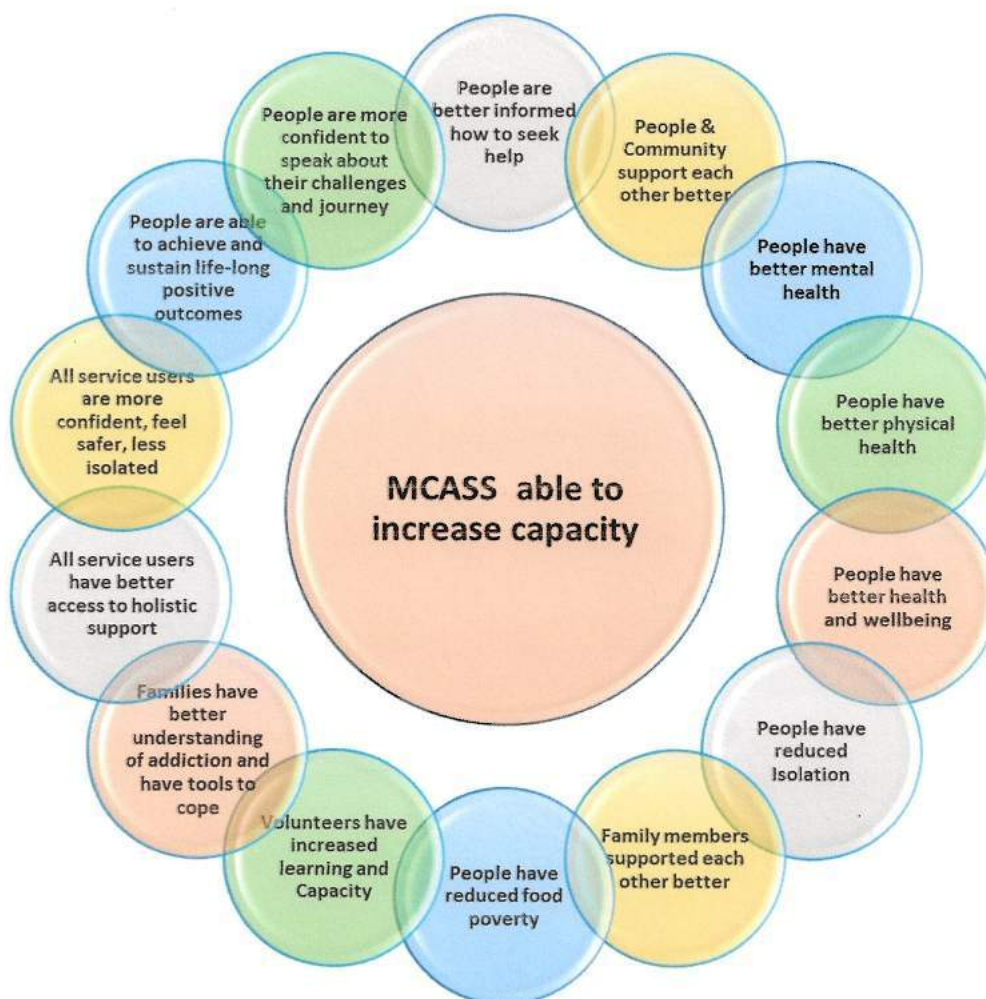 People are
better informed
how to seek
help
People &
Community
support each
other better
People have
better mental
health
People have
better physical
health
People have
better health
and wellbeing
People have
reduced
Isolation
Family members
supported each
other better
People have
reduced food
poverty
Volunteers have
increased
learning and
Capacity
Families have
better
understanding
of addiction and
have tools to
cope
All service users
have better
access to holistic
support
All service users
are more
confident, feel
safer, less
isolated
People are able
to achieve and
sustain life-long
positive
outcomes
People are more
confident to
speak about
their challenges
and journey
MCASS able to
increase capacity